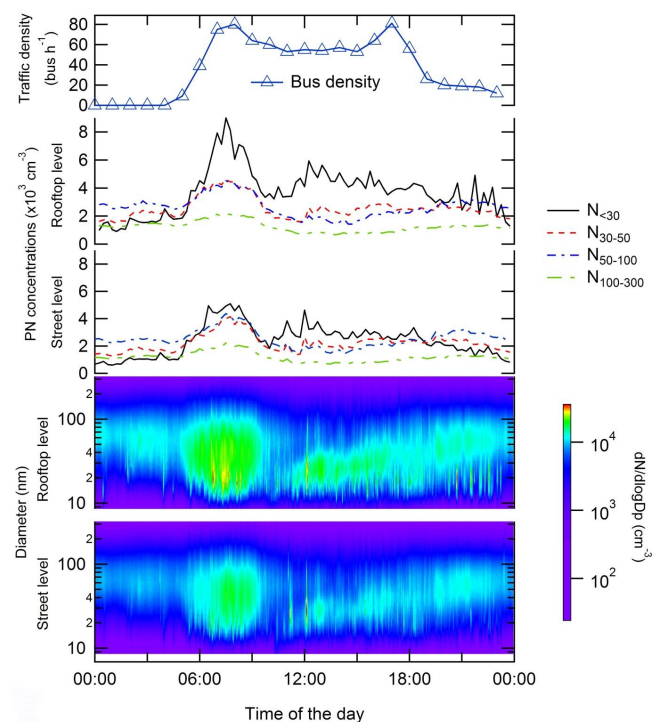 Traffic density
(bus h⁻¹)
80
60
40
20
0
Bus density
PN concentrations (x10³ cm⁻³)
Rooftop level
8
6
4
2
0
Street level
8
6
4
2
0
N<30
N30-50
N50-100
N100-300
Diameter (nm)
Rooftop level
2
100
4
2
10
Street level
2
100
4
2
10
10⁴
10³
10²
dN/dlogDp (cm⁻³)
00:00 06:00 12:00 18:00 00:00
Time of the day